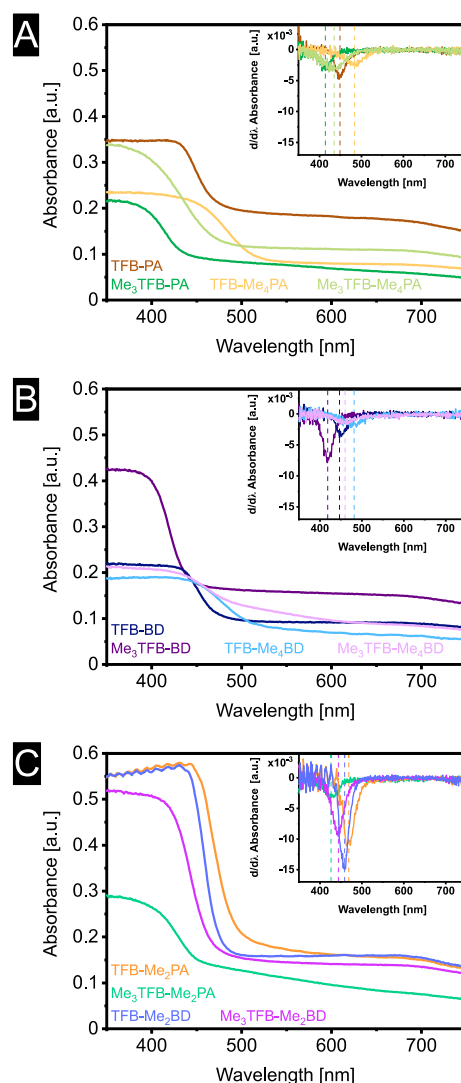 A
0.6
0.5
0.4
0.3
0.2
0.1
0
Absorbance [a.u.]
400 500 600 700
Wavelength [nm]
TFB-PA
Me₃TFB-PA TFB-Me₄PA Me₃TFB-Me₄PA
×10⁻³
0
−5
−10
−15
d/dλ Absorbance [a.u.]
400 500 600 700
Wavelength [nm]
B
0.6
0.5
0.4
0.3
0.2
0.1
0
Absorbance [a.u.]
400 500 600 700
Wavelength [nm]
TFB-BD
Me₃TFB-BD TFB-Me₄BD Me₃TFB-Me₄BD
×10⁻³
0
−5
−10
−15
d/dλ Absorbance [a.u.]
400 500 600 700
Wavelength [nm]
C
0.6
0.5
0.4
0.3
0.2
0.1
0
Absorbance [a.u.]
400 500 600 700
Wavelength [nm]
TFB-Me₂PA
Me₃TFB-Me₂PA
TFB-Me₂BD Me₃TFB-Me₂BD
×10⁻³
0
−5
−10
−15
d/dλ Absorbance [a.u.]
400 500 600 700
Wavelength [nm]